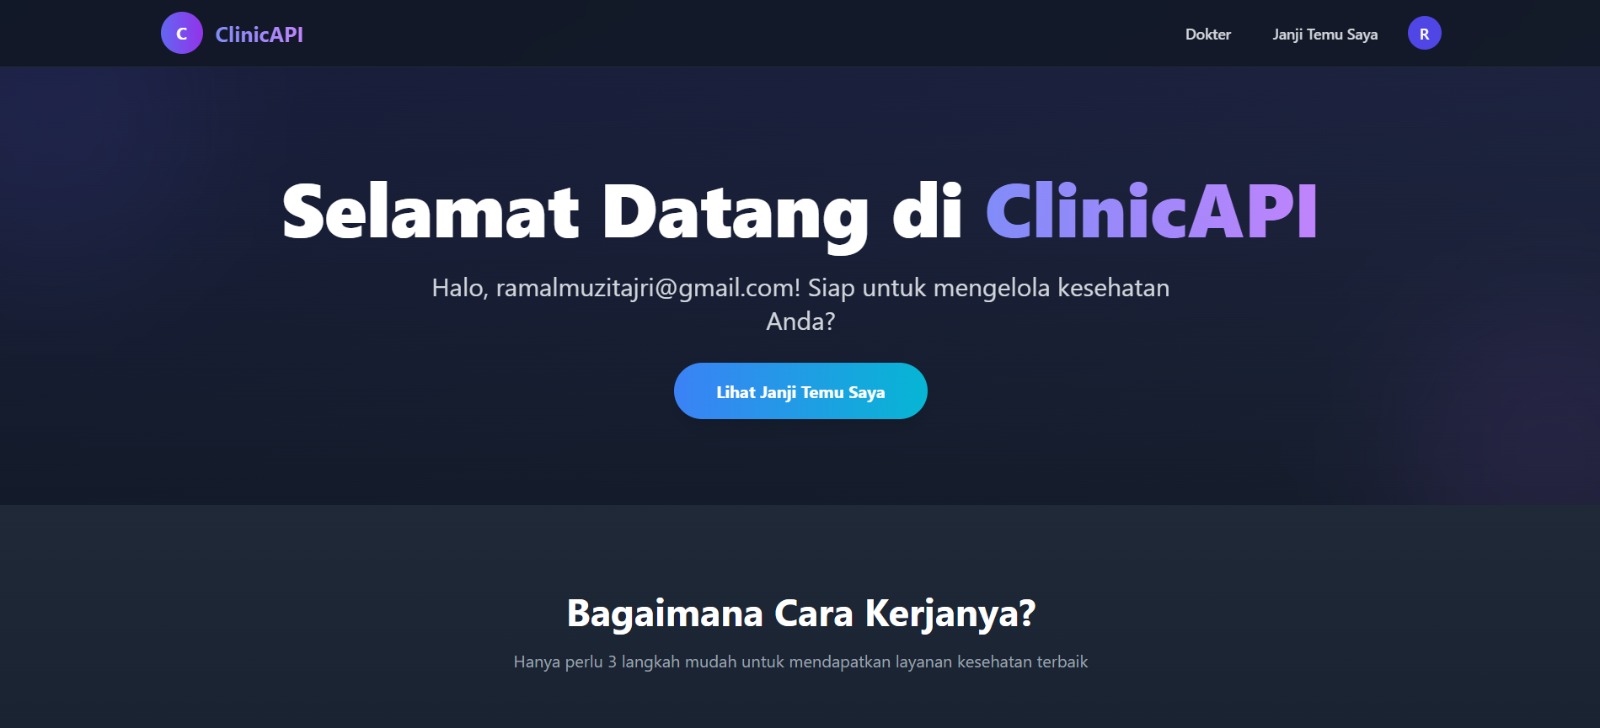 C ClinicAPI
Dokter Janji Temu Saya R
Selamat Datang di ClinicAPI
Halo, ramalmuzitajri@gmail.com! Siap untuk mengelola kesehatan
Anda?
Lihat Janji Temu Saya
Bagaimana Cara Kerjanya?
Hanya perlu 3 langkah mudah untuk mendapatkan layanan kesehatan terbaik